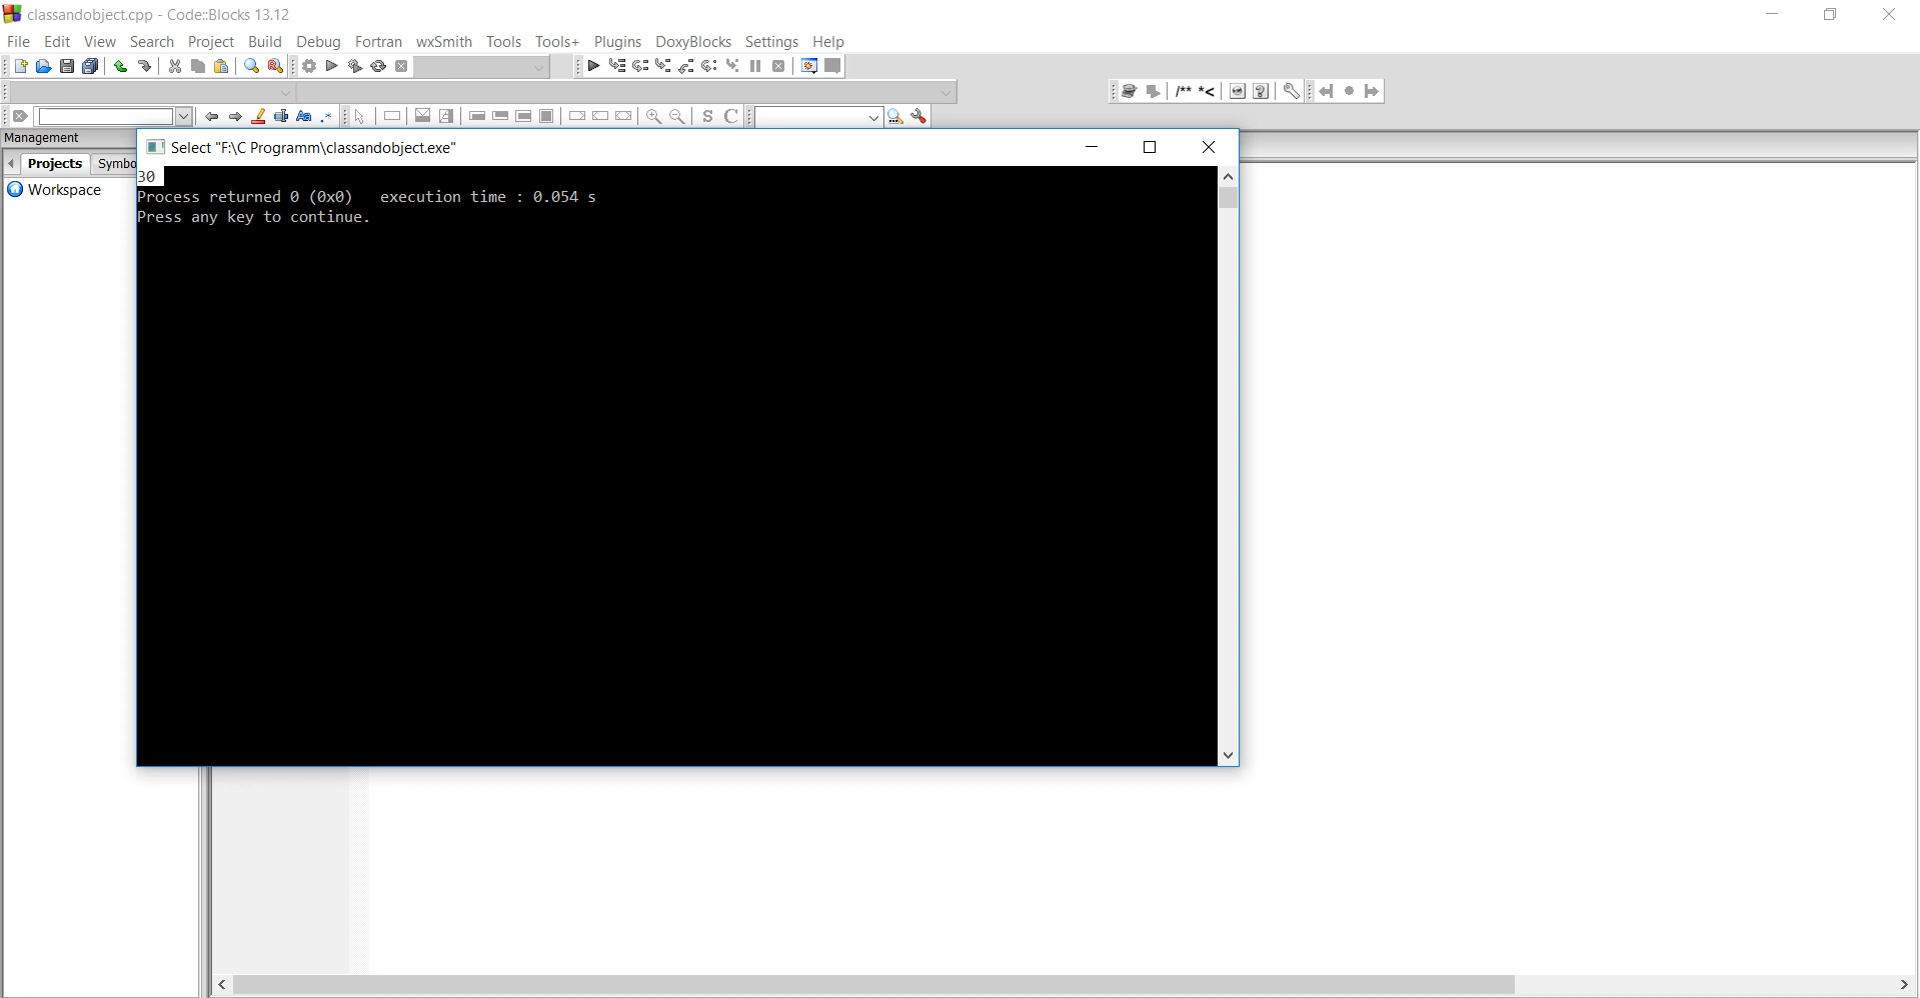 classandobject.cpp - Code::Blocks 13.12
File Edit View Search Project Build Debug Fortran wxSmith Tools Tools+ Plugins DoxyBlocks Settings Help
/** *<
Aa .* S C
Management
Select "F:\C Programm\classandobject.exe"
Projects Symbo
30
Workspace
Process returned 0 (0x0) execution time : 0.054 s
Press any key to continue.